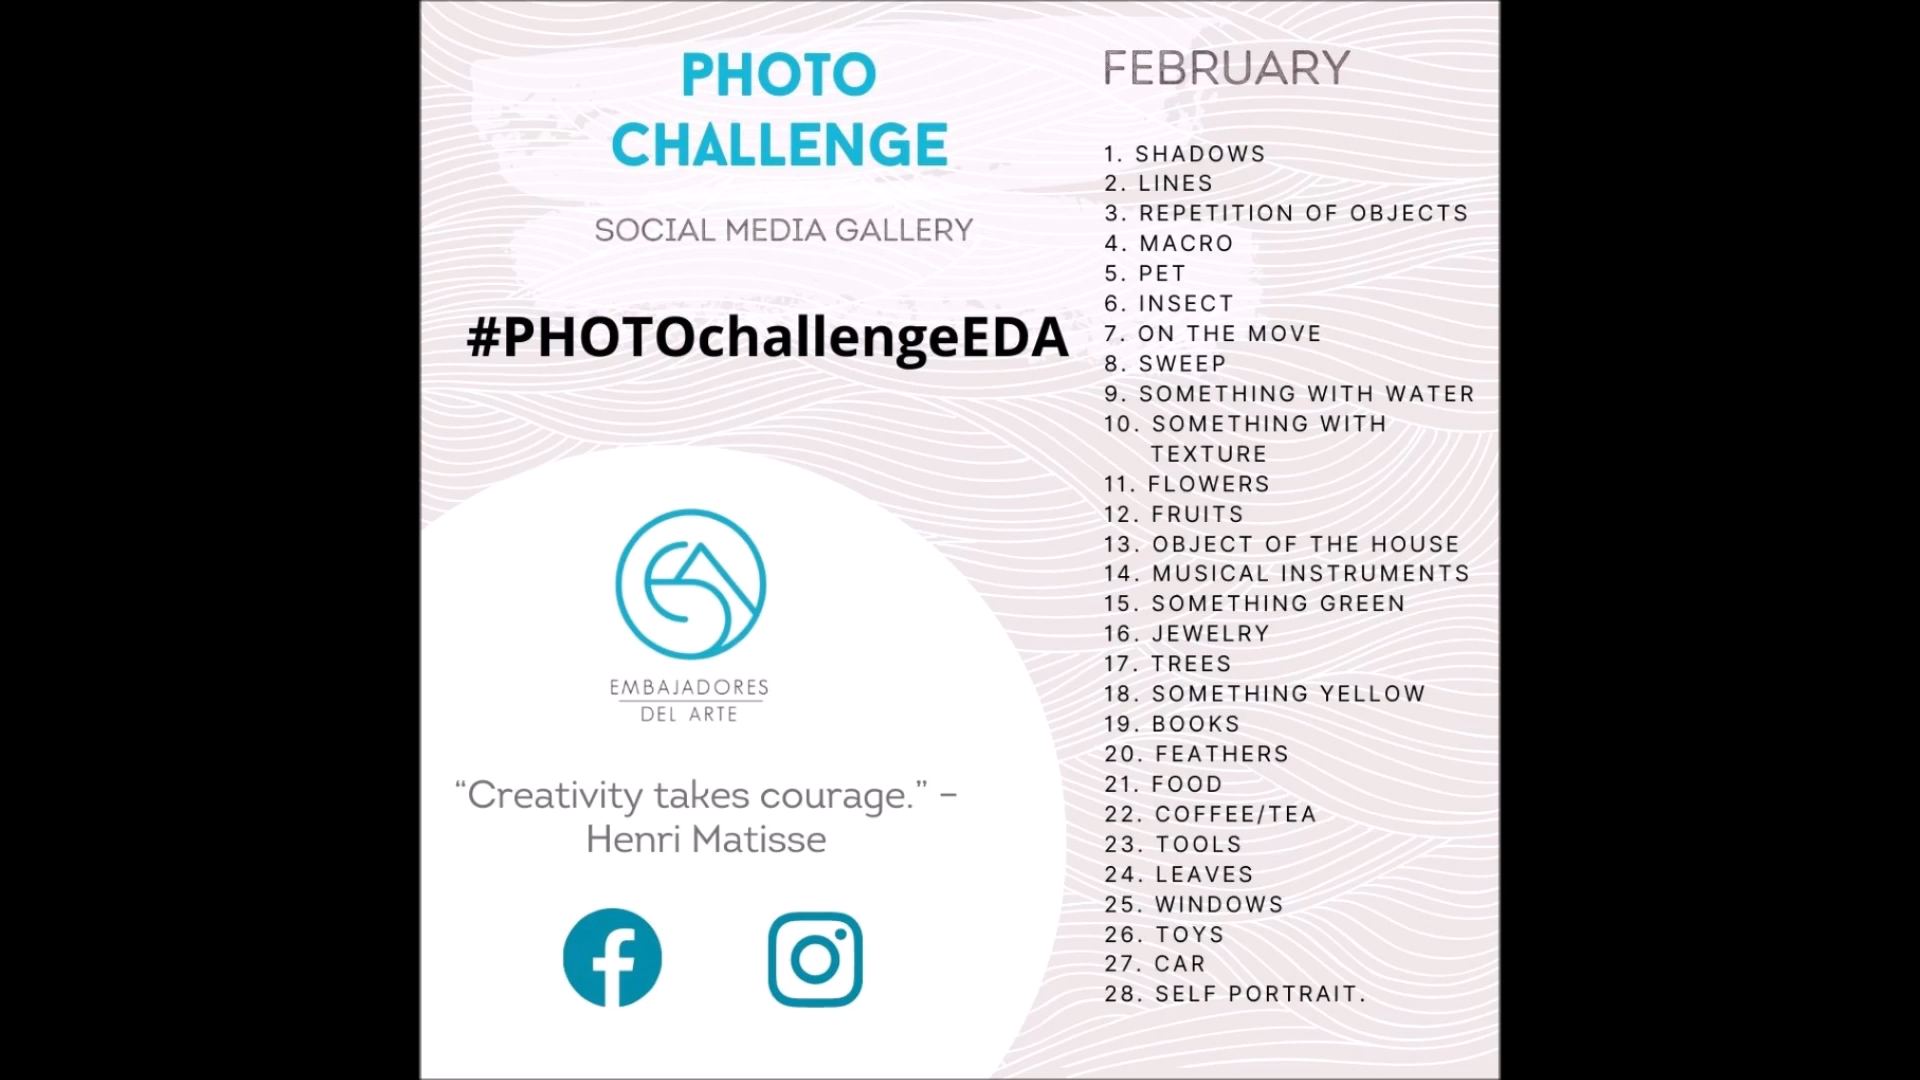 PHOTO
CHALLENGE
SOCIAL MEDIA GALLERY
#PHOTOchallengeEDA
EMBAJADORES
DEL ARTE
“Creativity takes courage.” –
Henri Matisse
FEBRUARY
1. SHADOWS
2. LINES
3. REPETITION OF OBJECTS
4. MACRO
5. PET
6. INSECT
7. ON THE MOVE
8. SWEEP
9. SOMETHING WITH WATER
10. SOMETHING WITH
TEXTURE
11. FLOWERS
12. FRUITS
13. OBJECT OF THE HOUSE
14. MUSICAL INSTRUMENTS
15. SOMETHING GREEN
16. JEWELRY
17. TREES
18. SOMETHING YELLOW
19. BOOKS
20. FEATHERS
21. FOOD
22. COFFEE/TEA
23. TOOLS
24. LEAVES
25. WINDOWS
26. TOYS
27. CAR
28. SELF PORTRAIT.